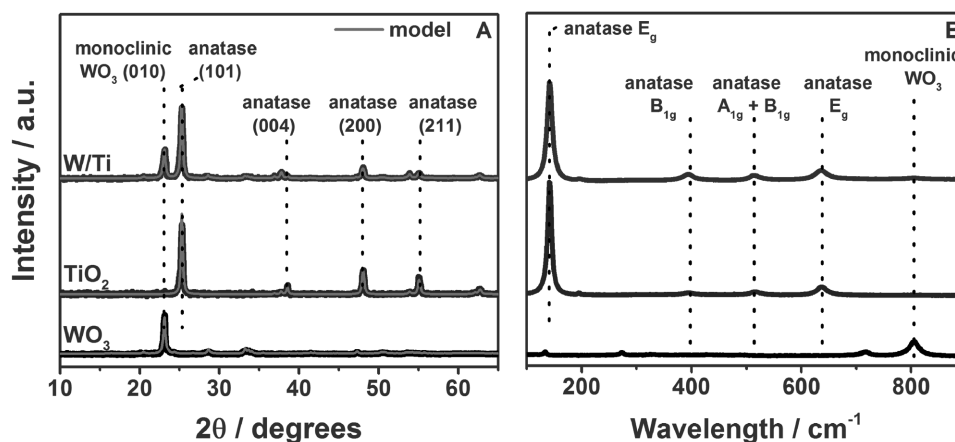 Intensity / a.u.
model
A
monoclinic
WO₃ (010)
anatase
(101)
anatase
(004)
anatase
(200)
anatase
(211)
W/Ti
TiO₂
WO₃
10 20 30 40 50 60
2θ / degrees
anatase E_g
monoclinic
WO₃
anatase
B₁g
anatase
A₁g + B₁g
anatase
E_g
200 400 600 800
Wavelength / cm⁻¹